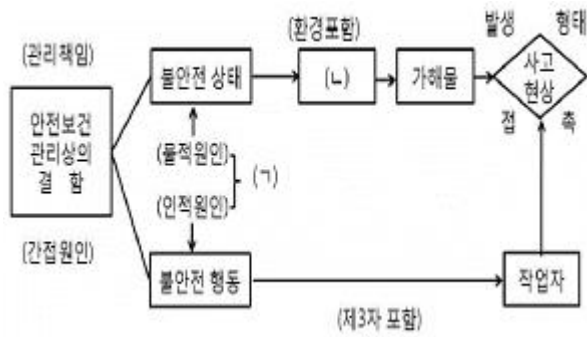 (관리책임)
안전보건
관리상의
결 함
(간접원인)
불안전 상태
(물적원인)
(인적원인)
(ㄱ)
불안전 행동
(환경포함)
(ㄴ)
가해물
발생 형태
사고
현상
접 촉
작업자
(제3자 포함)